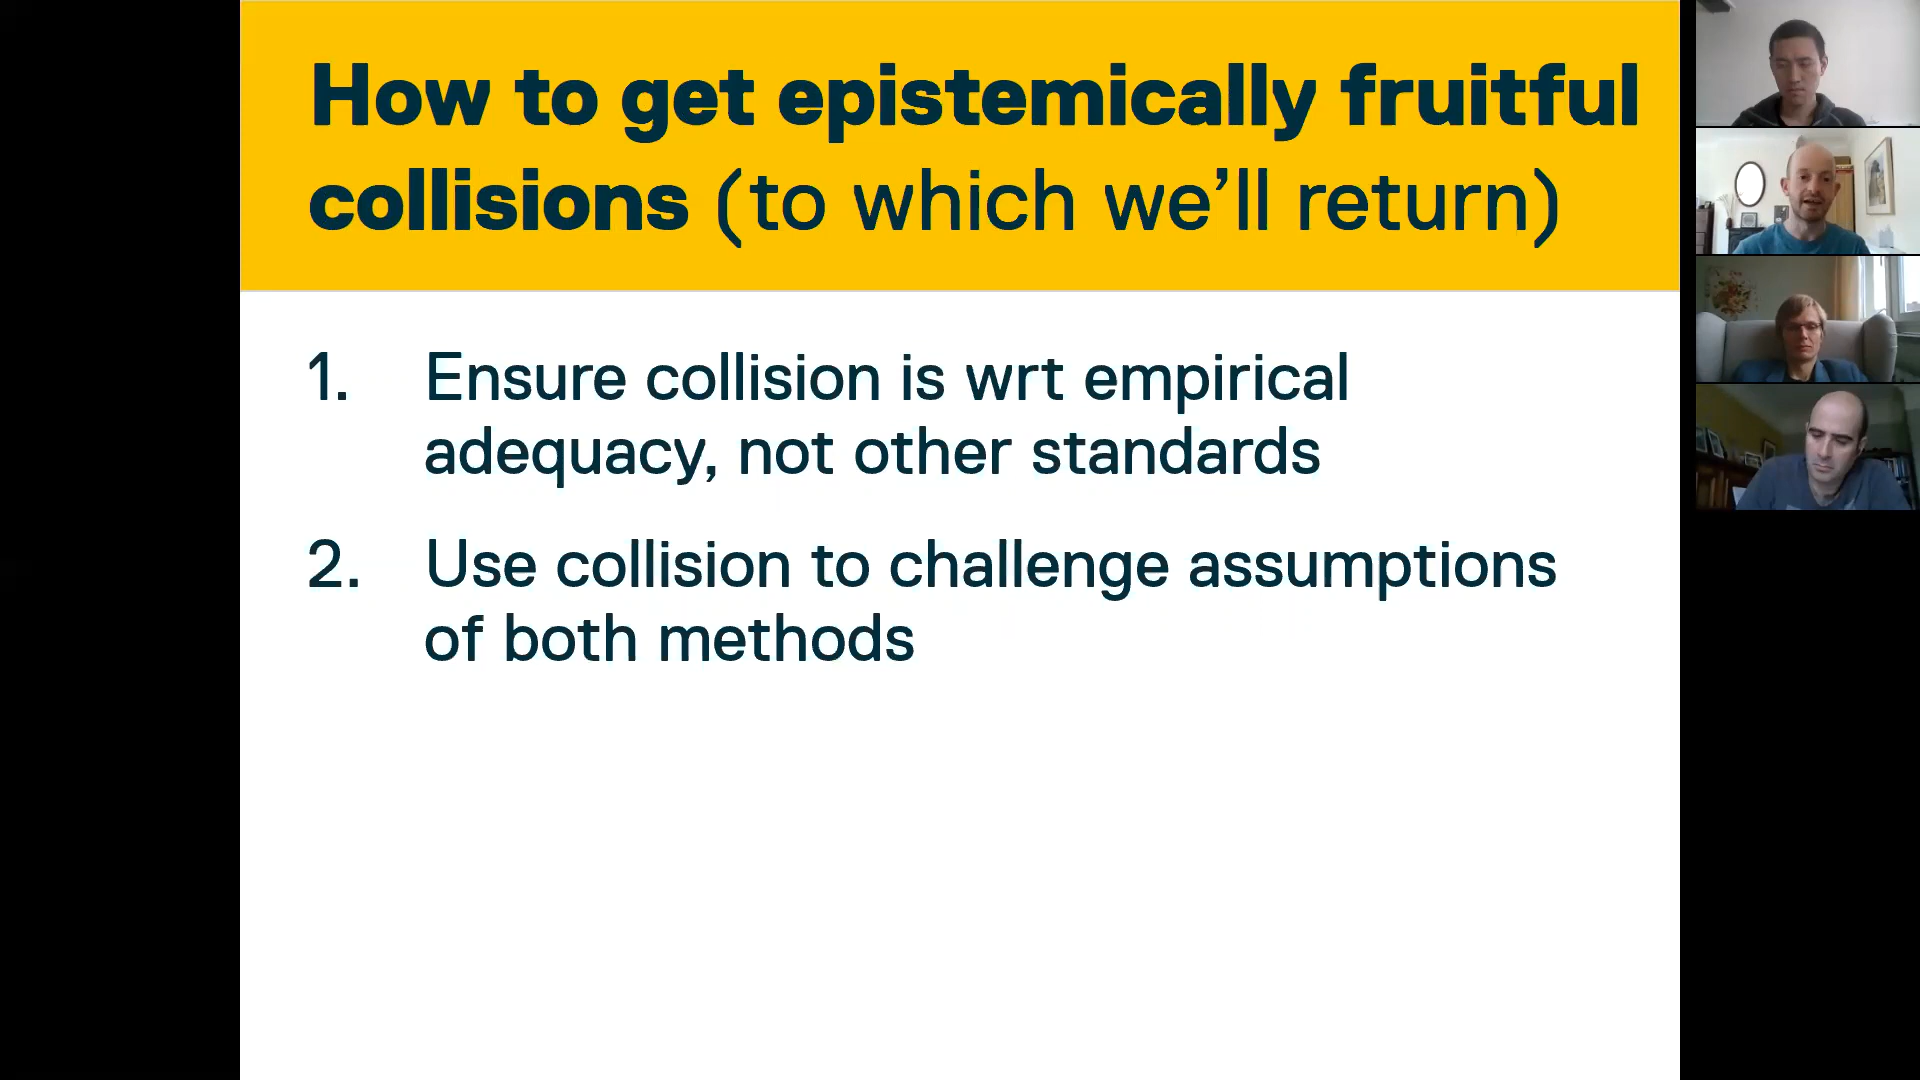 How to get epistemically fruitful
collisions (to which we’ll return)
1. Ensure collision is wrt empirical
adequacy, not other standards
2. Use collision to challenge assumptions
of both methods